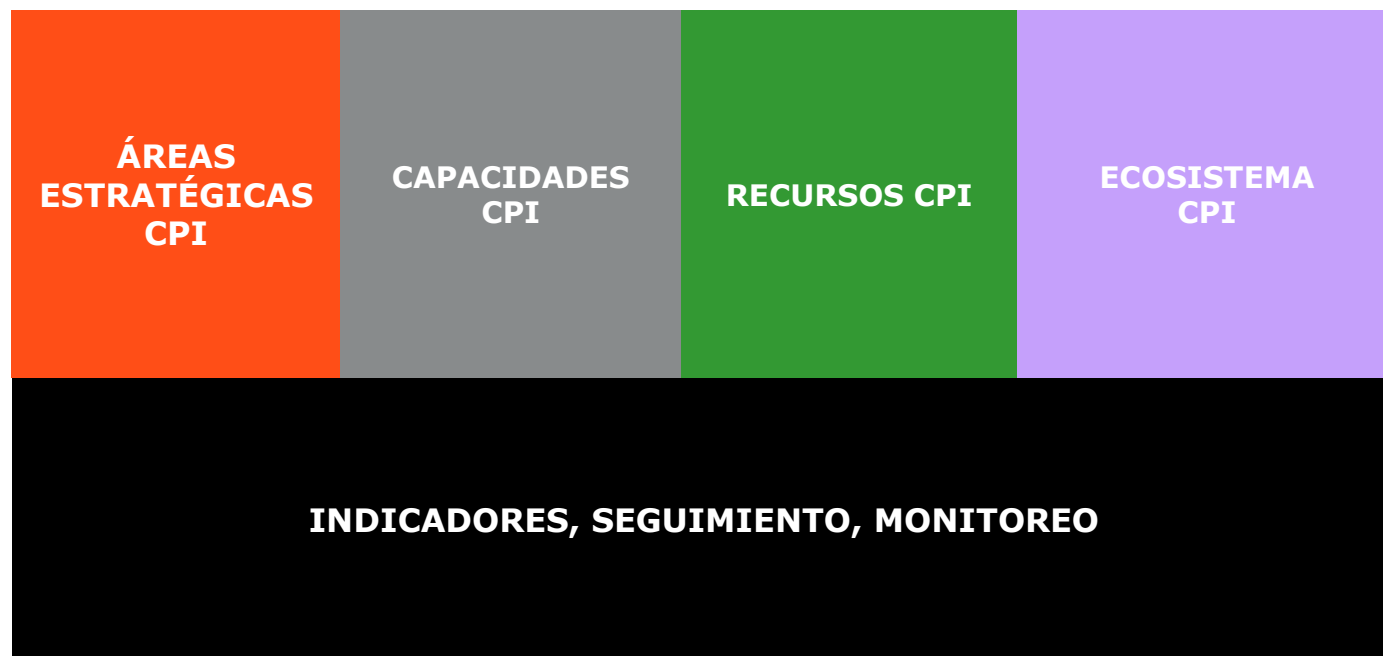 ÁREAS
ESTRATÉGICAS
CPI
CAPACIDADES
CPI
RECURSOS CPI
ECOSISTEMA
CPI
INDICADORES, SEGUIMIENTO, MONITOREO